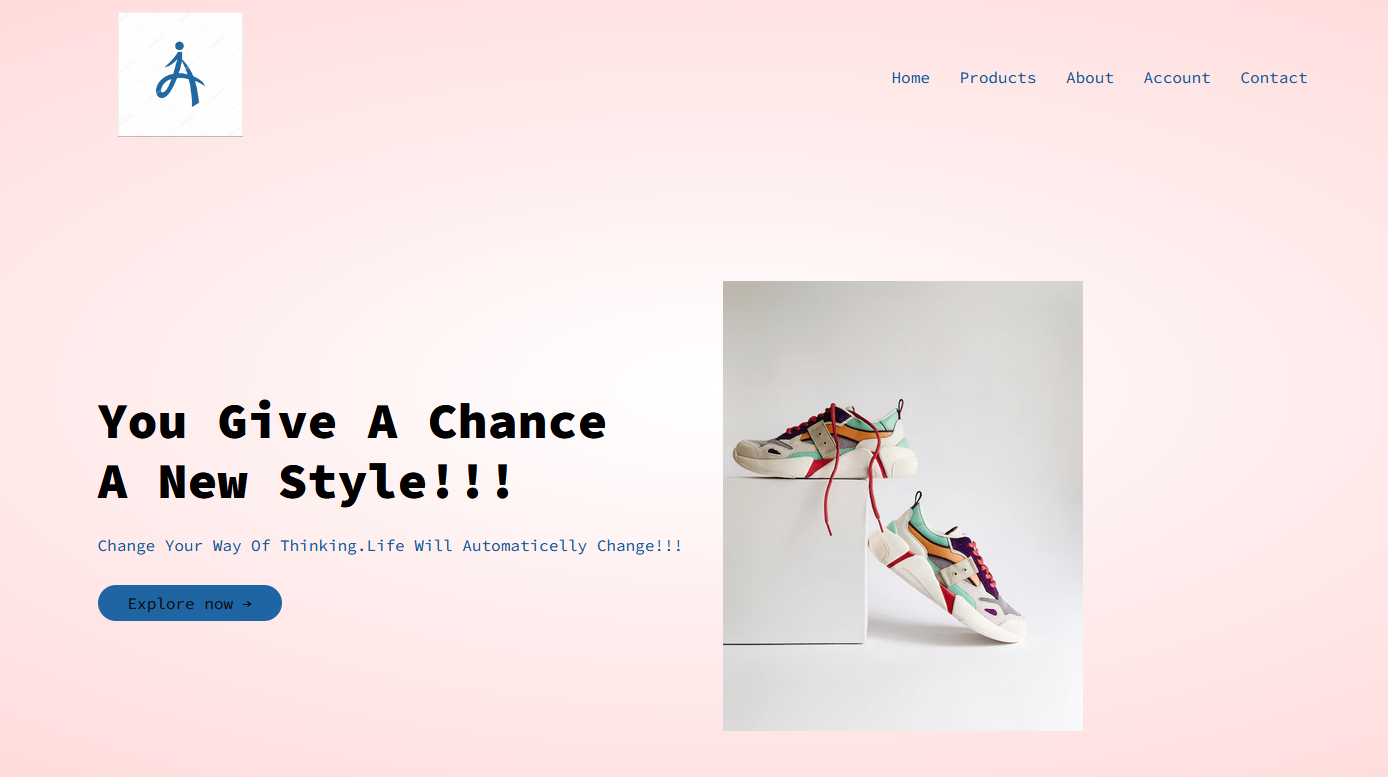 Home Products About Account Contact
You Give A Chance
A New Style!!!
Change Your Way Of Thinking.Life Will Automaticelly Change!!!
Explore now →